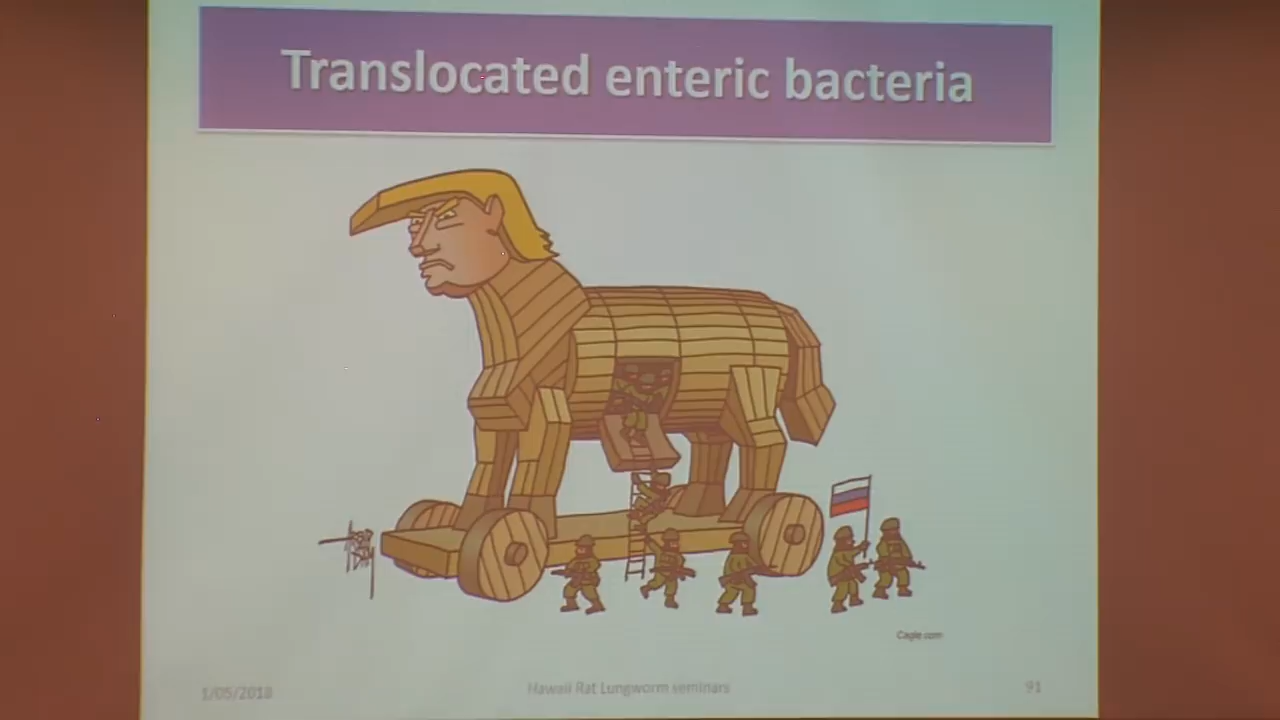 Translocated enteric bacteria
Cagle.com
1/05/2018
Hawaii Rat Lungworm seminars
91